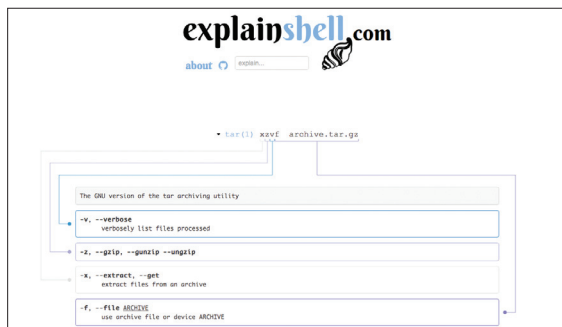 explainshell.com
about explain...
tar(1) xzvf archive.tar.gz
The GNU version of the tar archiving utility
-v, --verbose
verbosely list files processed
-z, --gzip, --gunzip --ungzip
-x, --extract, --get
extract files from an archive
-f, --file ARCHIVE
use archive file or device ARCHIVE